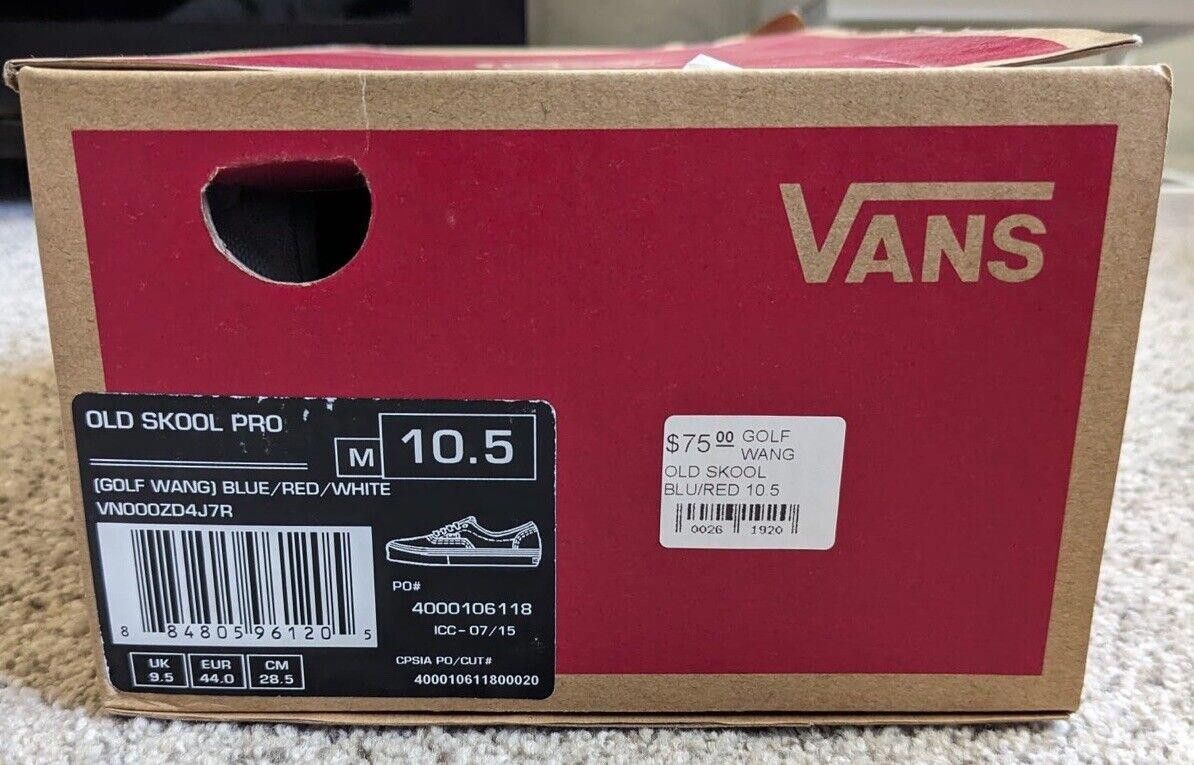 VANS
OLD SKOOL PRO
M
10.5
(GOLF WANG) BLUE/RED/WHITE
VN000ZD4J7R
PO#
4000106118
ICC - 07/15
8 84805 96120 5
CPSIA PO/CUT#
400010611800020
UK
9.5
EUR
44.0
CM
28.5
$75 00 GOLF
WANG
OLD SKOOL
BLU/RED 10 5
0026 1920